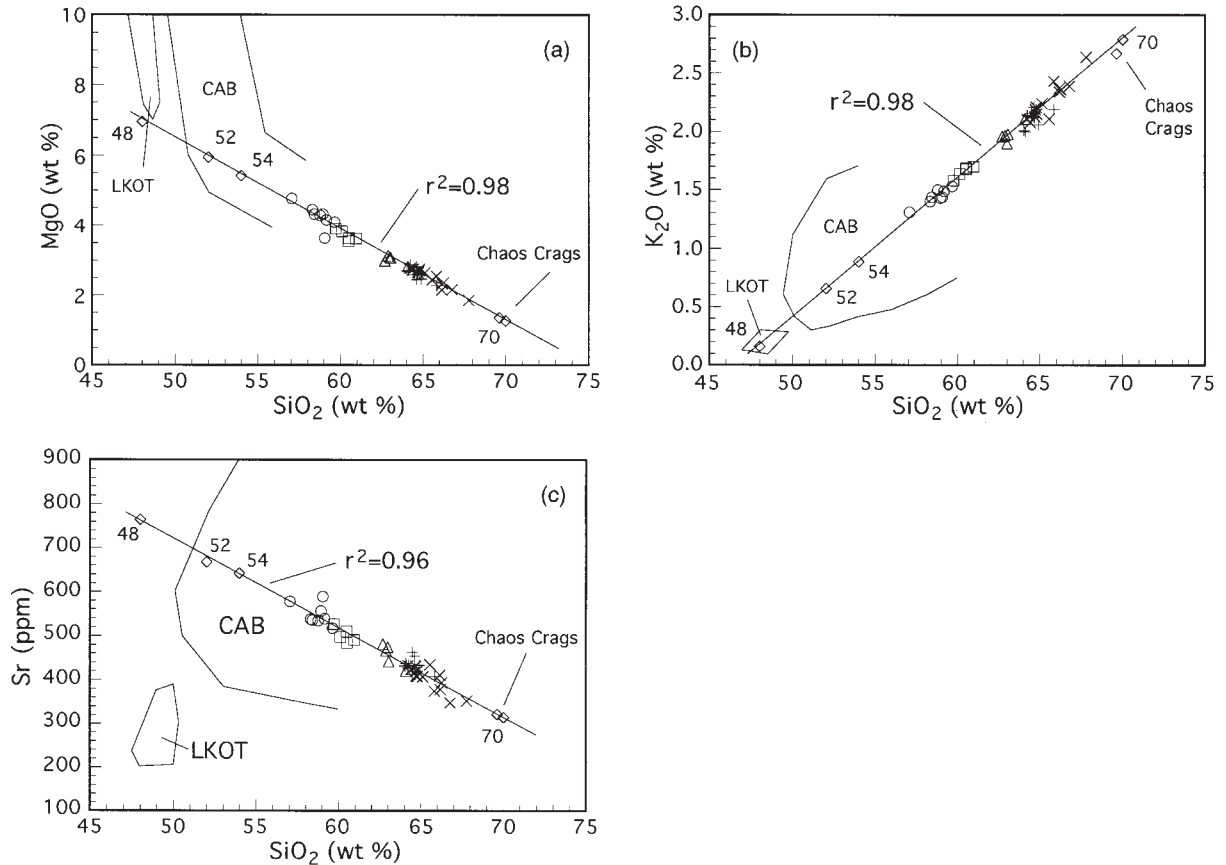 (a)
10
8
6
4
2
0
MgO (wt %)
CAB
r²=0.98
48
52
54
LKOT
Chaos Crags
70
45 50 55 60 65 70 75
SiO₂ (wt %)
(b)
3.0
2.5
2.0
1.5
1.0
0.5
0.0
K₂O (wt %)
70
r²=0.98
Chaos
Crags
CAB
LKOT
54
52
48
45 50 55 60 65 70 75
SiO₂ (wt %)
(c)
900
800
700
600
500
400
300
200
100
Sr (ppm)
48
52
54
r²=0.96
CAB
Chaos Crags
70
LKOT
45 50 55 60 65 70 75
SiO₂ (wt %)